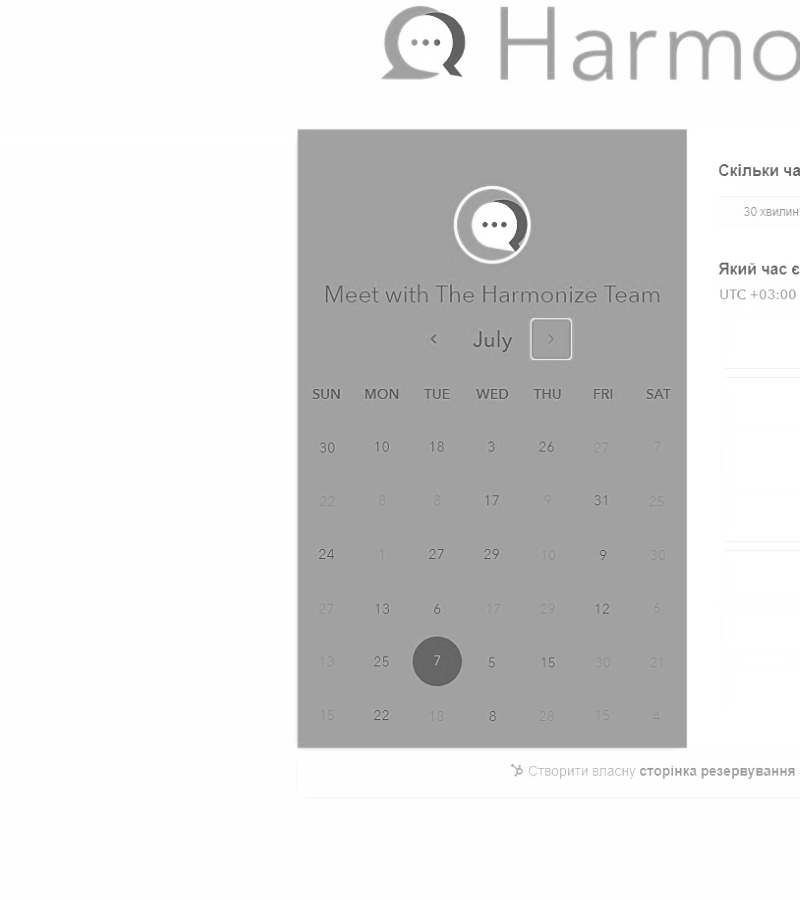 Harmo
Meet with The Harmonize Team
July
SUN MON TUE WED THU FRI SAT
30 10 18 3 26 27 7
22 8 8 17 9 31 25
24 1 27 29 10 9 30
27 13 6 17 29 12 6
13 25 7 5 15 30 21
15 22 18 8 28 15 4
Скільки ча
30 хвилин
Який час є
UTC +03:00
Створити власну сторінка резервування